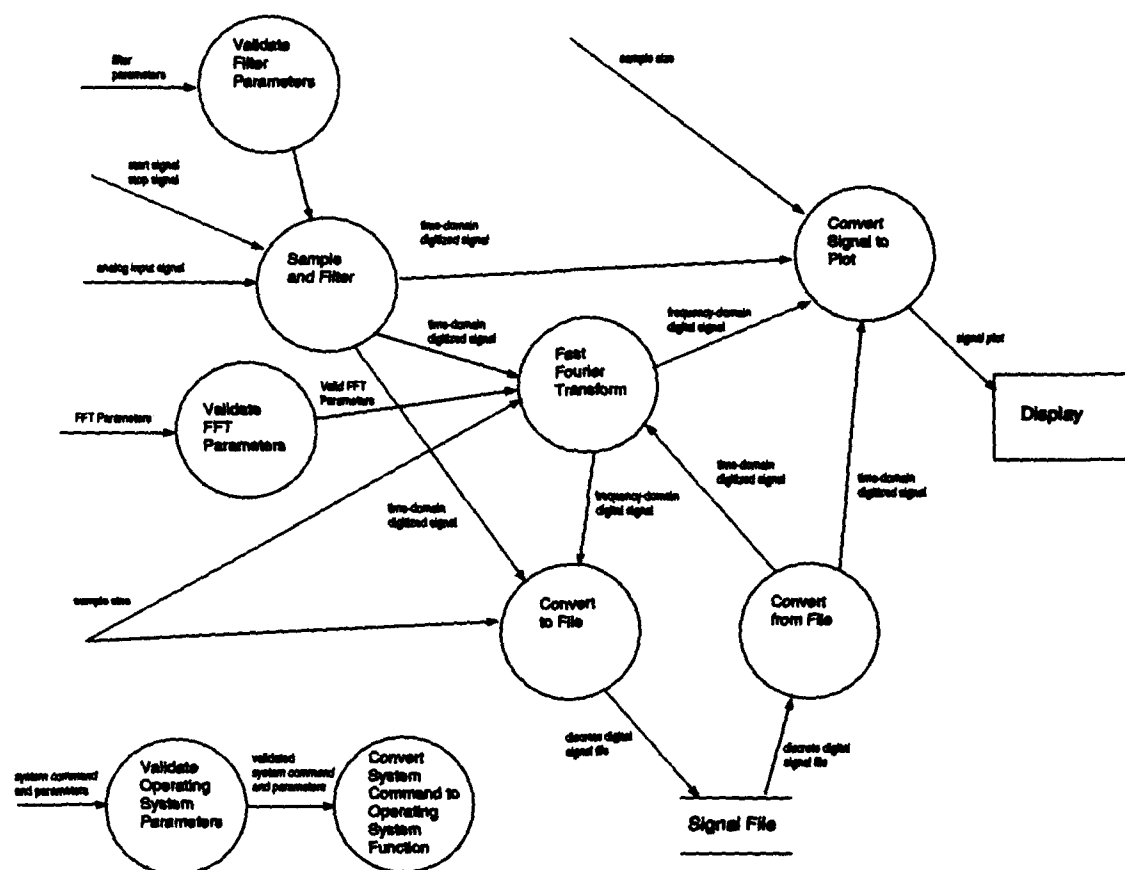 Validate
Filter
Parameters
filter
parameters
sample size
start signal
stop signal
time-domain
digitized signal
Convert
Signal to
Plot
analog input signal
Sample
and Filter
frequency-domain
digital signal
time-domain
digitized signal
signal plot
Fast
Fourier
Transform
Valid FFT
Parameters
FFT Parameters
Validate
FFT
Parameters
Display
time-domain
digitized signal
time-domain
digitized signal
time-domain
digitized signal
frequency-domain
digital signal
sample size
Convert
to File
Convert
from File
discrete digital
signal file
discrete digital
signal file
system command
and parameters
Validate
Operating
System
Parameters
validated
system command
and parameters
Convert
System
Command to
Operating
System
Function
Signal File